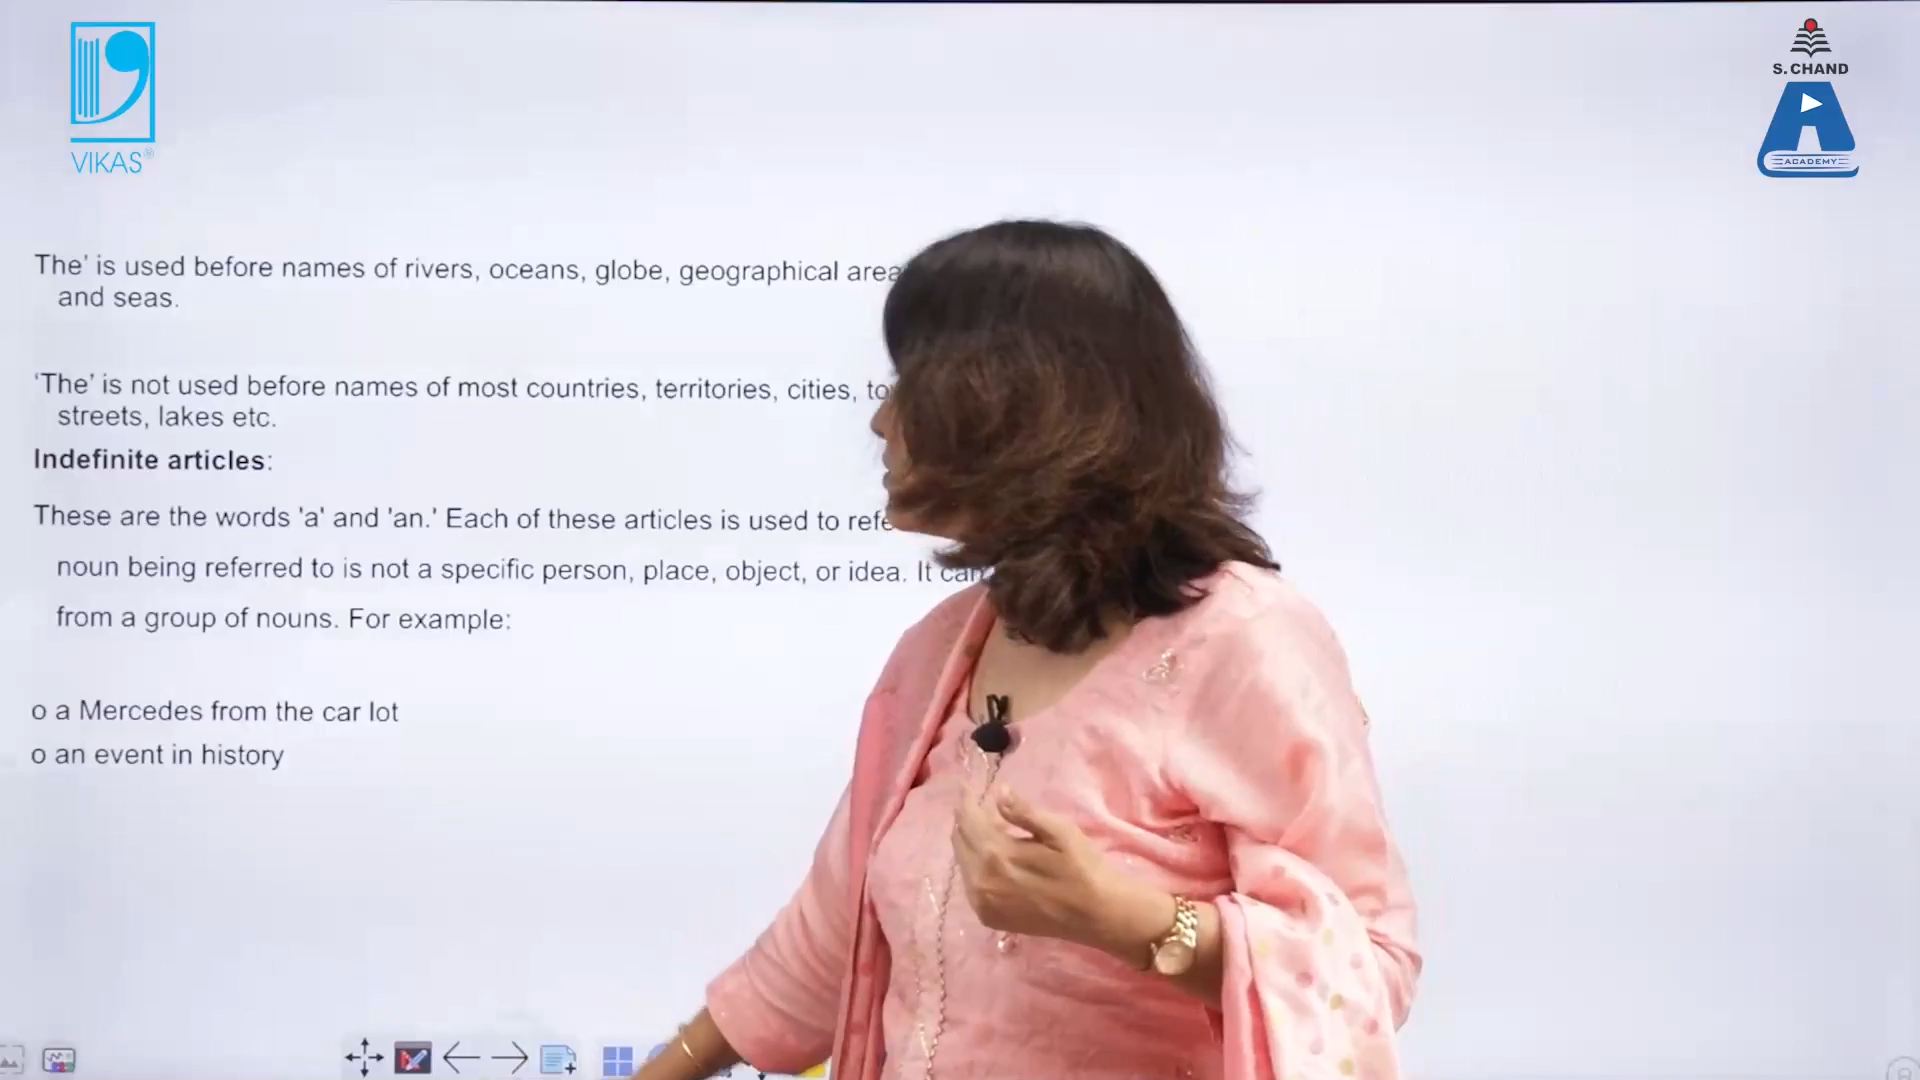 VIKAS®
S. CHAND
ACADEMY
The' is used before names of rivers, oceans, globe, geographical
and seas.
‘The’ is not used before names of most countries, territories, cities,
streets, lakes etc.
Indefinite articles:
These are the words 'a' and 'an.' Each of these articles is used to
noun being referred to is not a specific person, place, object, or idea. It can
from a group of nouns. For example:
o a Mercedes from the car lot
o an event in history